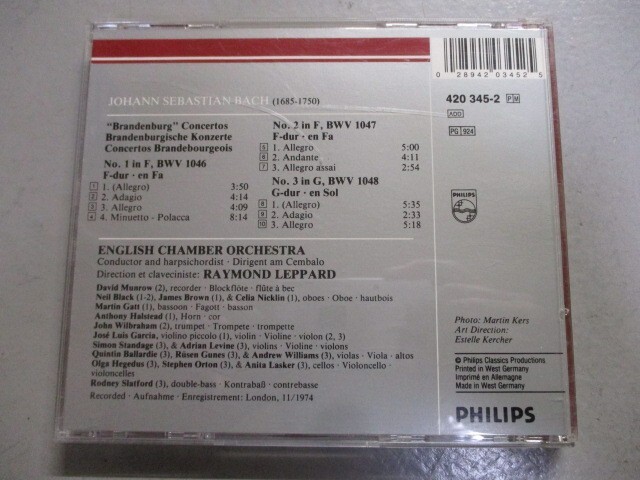 0 28942 03452 5
420 345-2 PM
ADD
PG 924
PHILIPS
JOHANN SEBASTIAN BACH (1685-1750)
"Brandenburg" Concertos
Brandenburgische Konzerte
Concertos Brandebourgeois
No. 1 in F, BWV 1046
F-dur · en Fa
1 1. (Allegro) 3:50
2 2. Adagio 4:14
3 3. Allegro 4:09
4 4. Minuetto - Polacca 8:14
No. 2 in F, BWV 1047
F-dur · en Fa
5 1. Allegro 5:00
6 2. Andante 4:11
7 3. Allegro assai 2:54
No. 3 in G, BWV 1048
G-dur · en Sol
8 1. (Allegro) 5:35
9 2. Adagio 2:33
10 3. Allegro 5:18
ENGLISH CHAMBER ORCHESTRA
Conductor and harpsichordist · Dirigent am Cembalo
Direction et claveciniste: RAYMOND LEPPARD
David Munrow (2), recorder · Blockflöte · flûte à bec
Neil Black (1-2), James Brown (1), & Celia Nicklin (1), oboes · Oboe · hautbois
Martin Gatt (1), bassoon · Fagott · basson
Anthony Halstead (1), Horn · cor
John Wilbraham (2), trumpet · Trompete · trompette
José Luis Garcia, violino piccolo (1), violin · Violine · violon (2, 3)
Simon Standage (3), & Adrian Levine (3), violins · Violine · violons
Quintin Ballardie (3), Rüsen Gunes (3), & Andrew Williams (3), violas · Viola · altos
Olga Hegedus (3), Stephen Orton (3), & Anita Lasker (3), cellos · Violoncello ·
violoncelles
Rodney Slatford (3), double-bass · Kontrabaß · contrebasse
Recorded · Aufnahme · Enregistrement: London, 11/1974
Photo: Martin Kers
Art Direction:
Estelle Kercher
℗ Philips Classics Productions
Printed in West Germany
Imprimé en Allemagne
Made in West Germany
PHILIPS